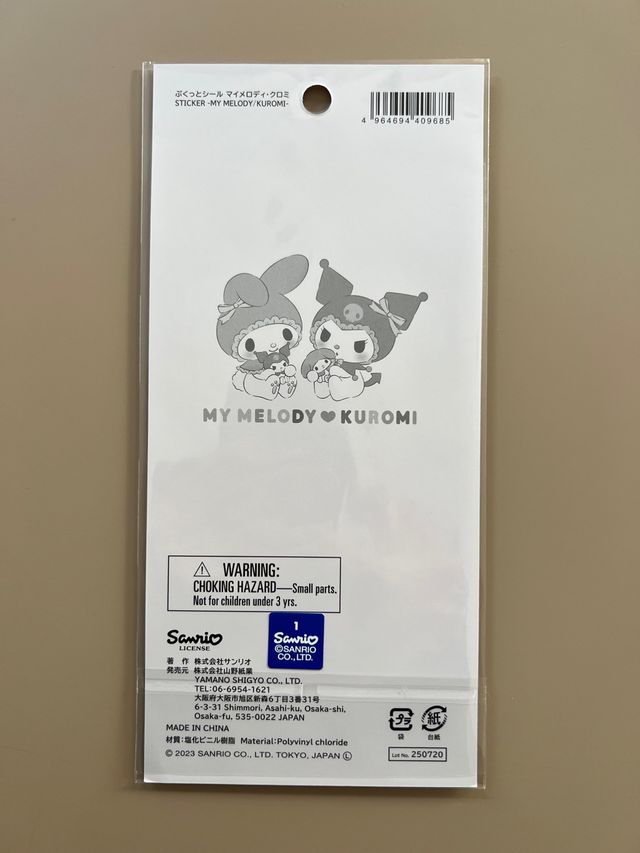 ぷくっとシール マイメロディ・クロミ
STICKER -MY MELODY/KUROMI-
4 964694 409685
MY MELODY♥KUROMI
⚠ WARNING:
CHOKING HAZARD—Small parts.
Not for children under 3 yrs.
Sanrio
LICENSE
1
Sanrio
©SANRIO
CO., LTD.
著 作 株式会社サンリオ
発売元 株式会社山野紙業
YAMANO SHIGYO CO., LTD.
TEL:06-6954-1621
大阪府大阪市旭区新森6丁目3番31号
6-3-31 Shimmori, Asahi-ku, Osaka-shi,
Osaka-fu, 535-0022 JAPAN
MADE IN CHINA
材質:塩化ビニル樹脂 Material:Polyvinyl chloride
© 2023 SANRIO CO., LTD. TOKYO, JAPAN Ⓛ
プラ
袋
紙
台紙
Lot No. 250720